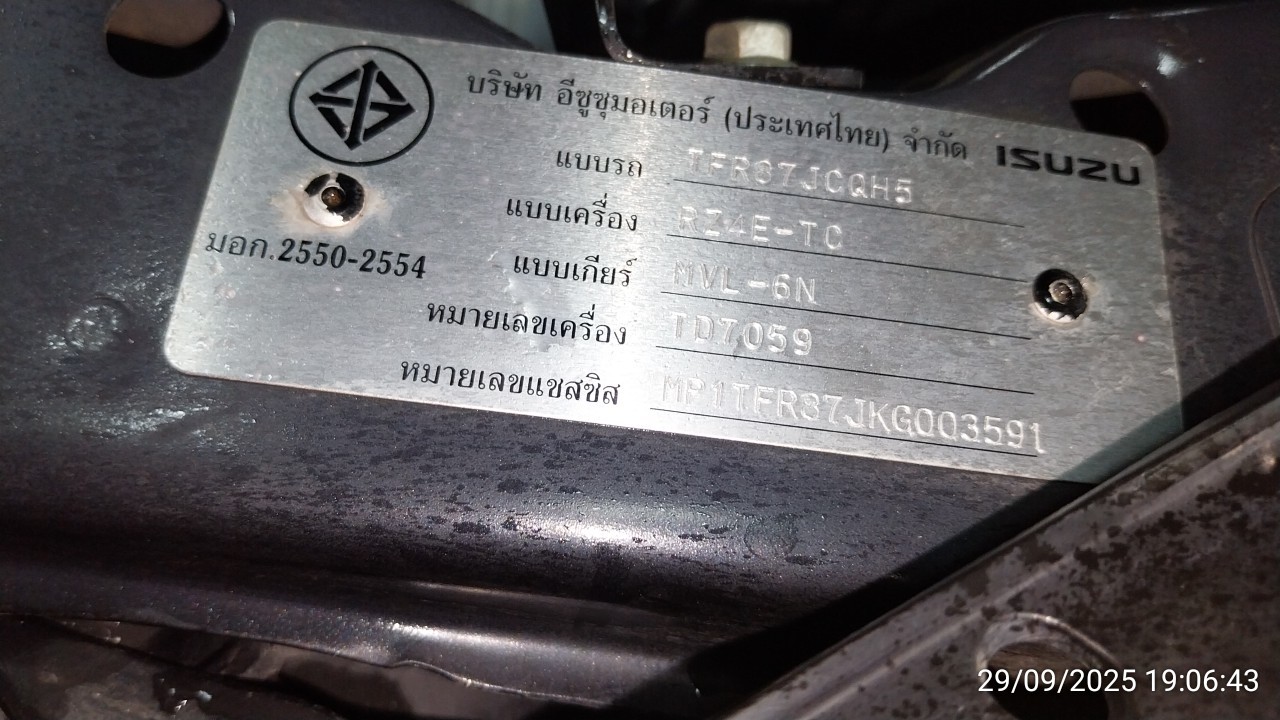 บริษัท อีซูซุมอเตอร์ (ประเทศไทย) จำกัด ISUZU
แบบรถ TFR87JCQH5
แบบเครื่อง RZ4E-TC
มอก.2550-2554
แบบเกียร์ MVL-6N
หมายเลขเครื่อง TD7059
หมายเลขแชสซิส MP1TFR87JKG003591
29/09/2025 19:06:43